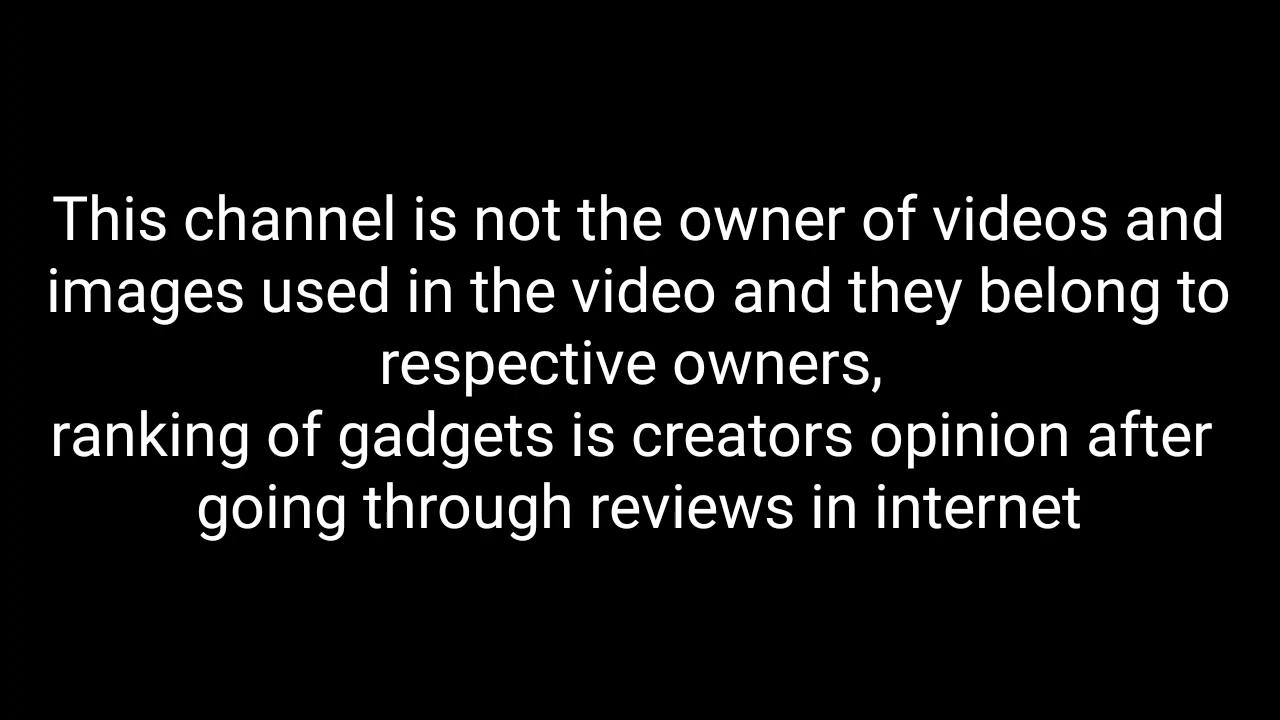 This channel is not the owner of videos and
images used in the video and they belong to
respective owners,
ranking of gadgets is creators opinion after
going through reviews in internet